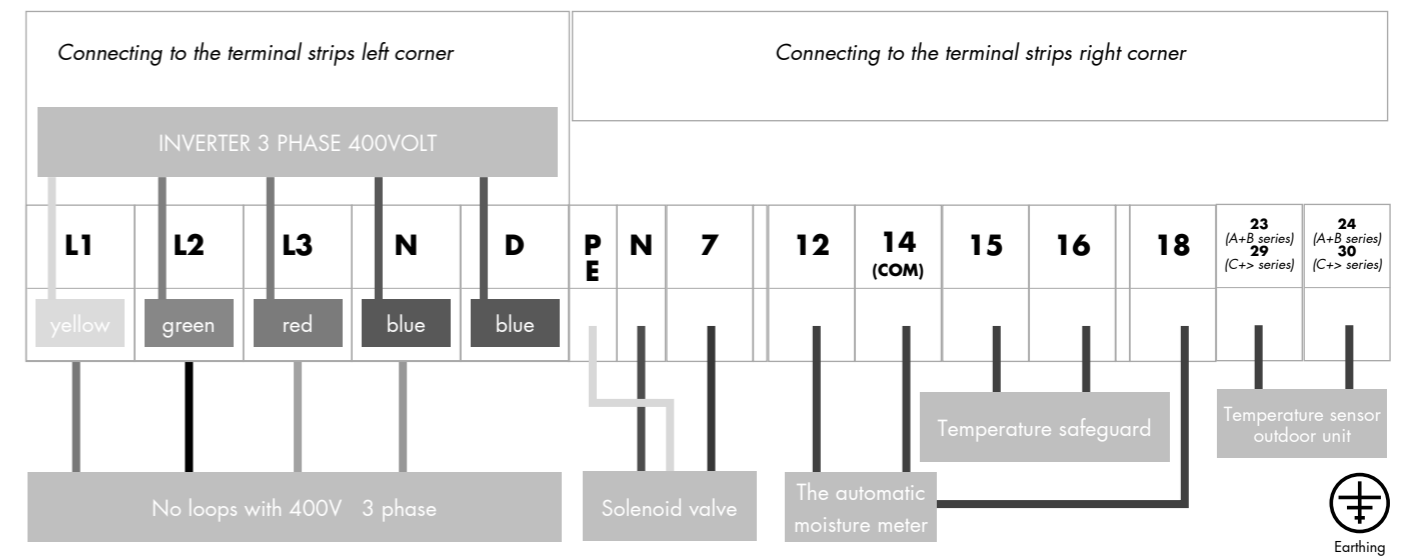 Connecting to the terminal strips left corner
Connecting to the terminal strips right corner
INVERTER 3 PHASE 400VOLT
L1 L2 L3 N D P N 7 12 14 15 16 18 23 24
E (COM) (A+B series) (A+B series)
29 30
(C+> series) (C+> series)
yellow green red blue blue
Temperature safeguard
Temperature sensor
outdoor unit
No loops with 400V 3 phase
Solenoid valve
The automatic
moisture meter
Earthing